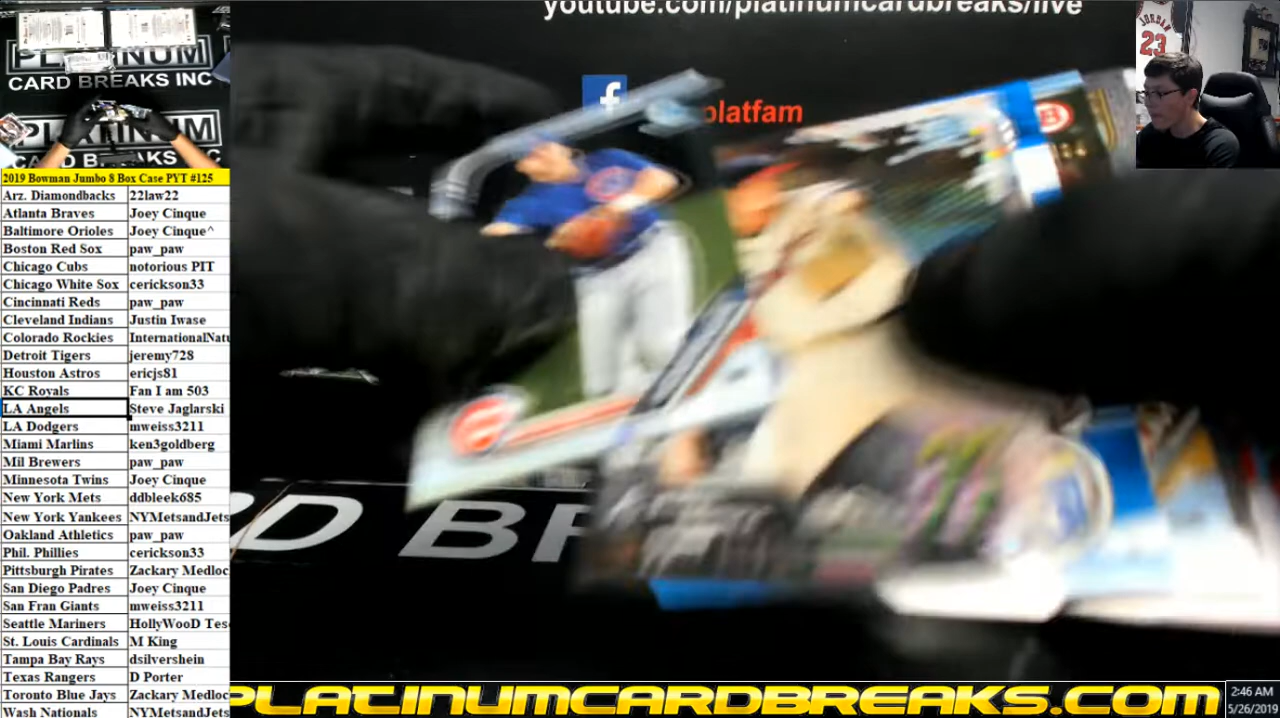 youtube.com/platinumcardbreaks/live
f platfam
JORDAN
23
PLATINUM
CARD BREAKS INC
PLATINUM
CARD BREAKS INC
2019 Bowman Jumbo 8 Box Case PYT #125
Arz. Diamondbacks 22law22
Atlanta Braves Joey Cinque
Baltimore Orioles Joey Cinque^
Boston Red Sox paw_paw
Chicago Cubs notorious PIT
Chicago White Sox cerickson33
Cincinnati Reds paw_paw
Cleveland Indians Justin Iwase
Colorado Rockies InternationalNatu
Detroit Tigers jeremy728
Houston Astros ericjs81
KC Royals Fan I am 503
LA Angels Steve Jaglarski
LA Dodgers mweiss3211
Miami Marlins ken3goldberg
Mil Brewers paw_paw
Minnesota Twins Joey Cinque
New York Mets ddbleek685
New York Yankees NYMetsandJets
Oakland Athletics paw_paw
Phil. Phillies cerickson33
Pittsburgh Pirates Zackary Medloc
San Diego Padres Joey Cinque
San Fran Giants mweiss3211
Seattle Mariners HollyWooD Tes
St. Louis Cardinals M King
Tampa Bay Rays dsilvershein
Texas Rangers D Porter
Toronto Blue Jays Zackary Medloc
Wash Nationals NYMetsandJets
D BR
PLATINUMCARDBREAKS.COM
2:46 AM
5/26/2019